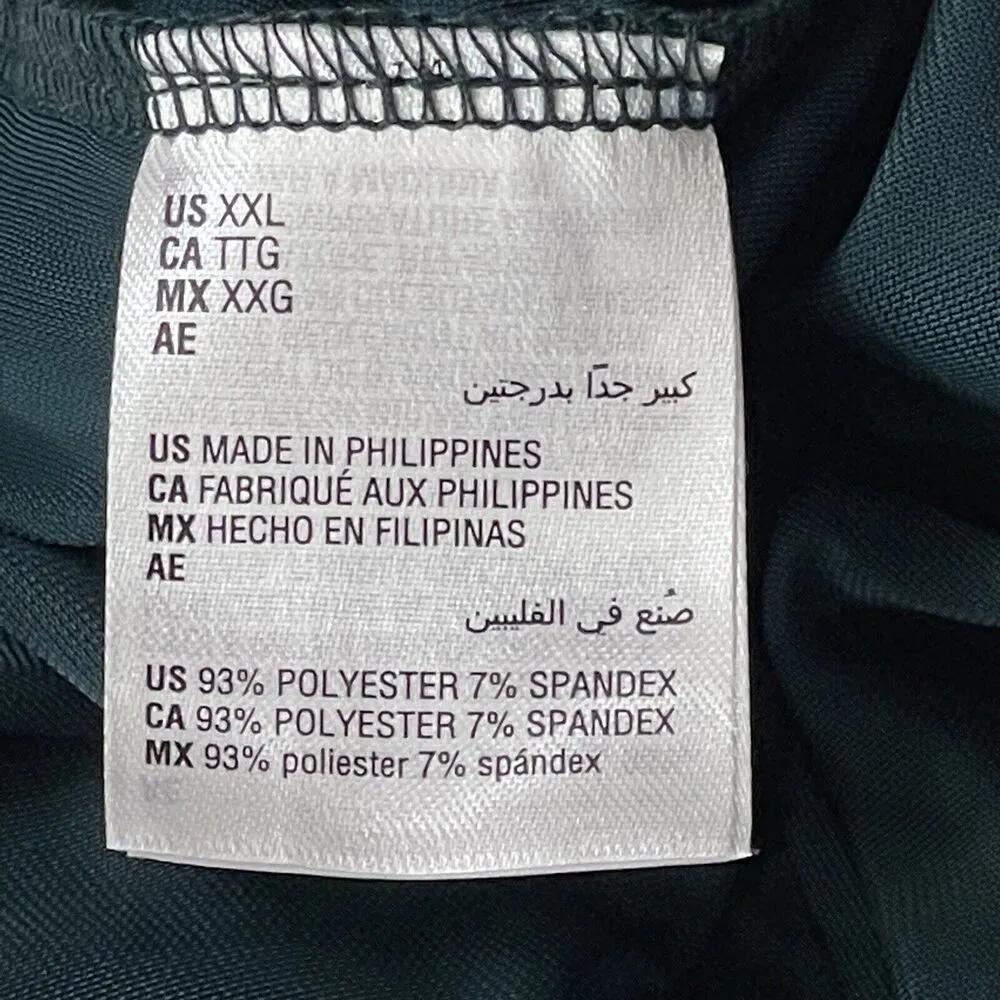 US XXL
CA TTG
MX XXG
AE
كبير جدًا بدرجتين
US MADE IN PHILIPPINES
CA FABRIQUÉ AUX PHILIPPINES
MX HECHO EN FILIPINAS
AE
صُنع في الفليبين
US 93% POLYESTER 7% SPANDEX
CA 93% POLYESTER 7% SPANDEX
MX 93% poliester 7% spándex